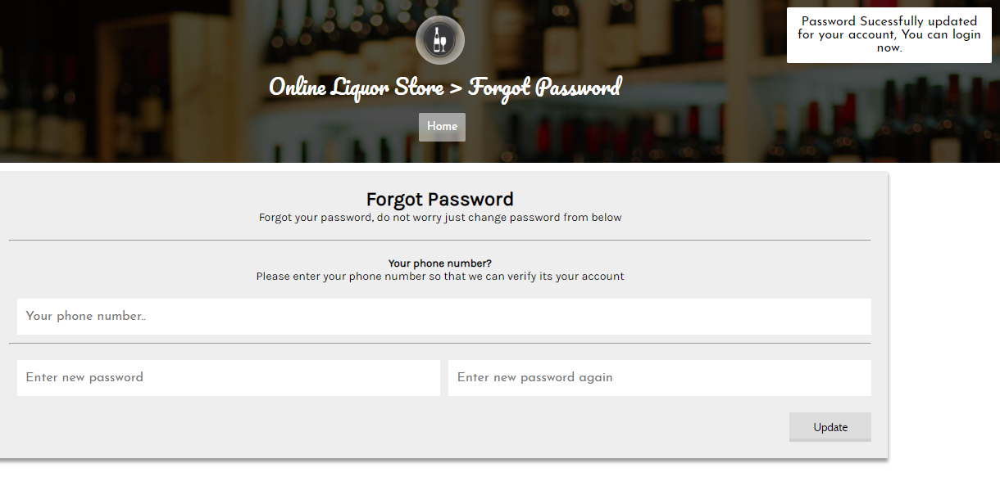 Password Sucessfully updated
for your account, You can login
now.
Online Liquor Store > Forgot Password
Home
Forgot Password
Forgot your password, do not worry just change password from below
Your phone number?
Please enter your phone number so that we can verify its your account
Your phone number..
Enter new password
Enter new password again
Update